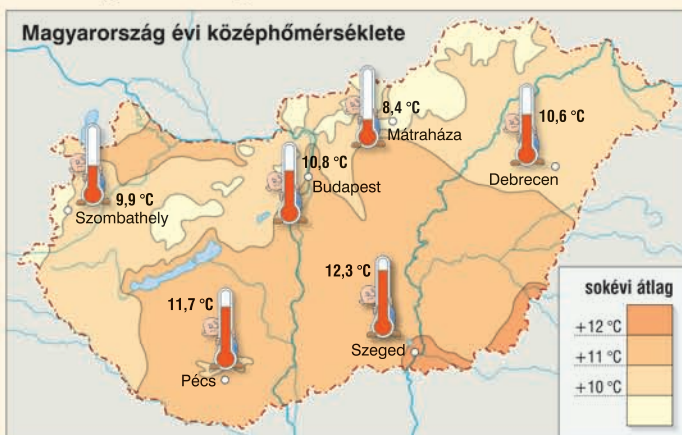 Magyarország évi középhőmérséklete
8,4 °C
Mátraháza
10,6 °C
Debrecen
10,8 °C
Budapest
9,9 °C
Szombathely
12,3 °C
Szeged
11,7 °C
Pécs
sokévi átlag
+12 °C
+11 °C
+10 °C